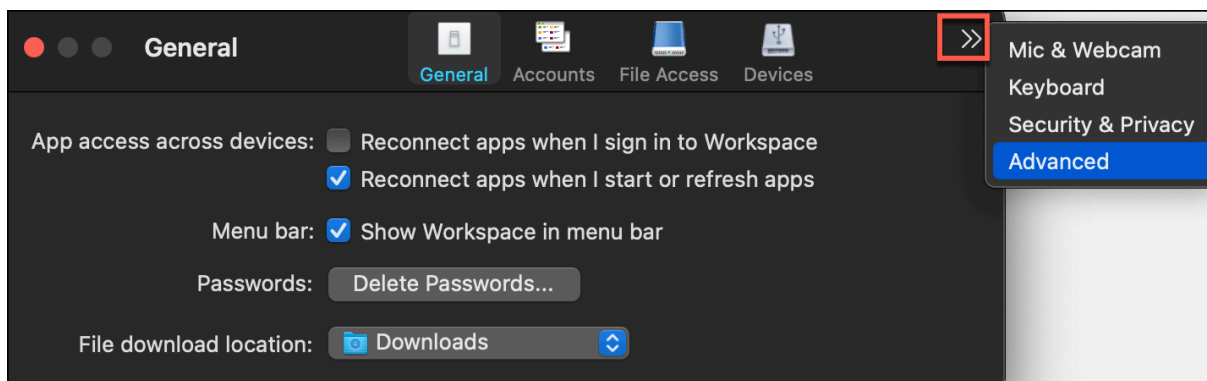 General
General Accounts File Access Devices
Mic & Webcam
Keyboard
Security & Privacy
Advanced
App access across devices: Reconnect apps when I sign in to Workspace
Reconnect apps when I start or refresh apps
Menu bar: Show Workspace in menu bar
Passwords: Delete Passwords...
File download location: Downloads